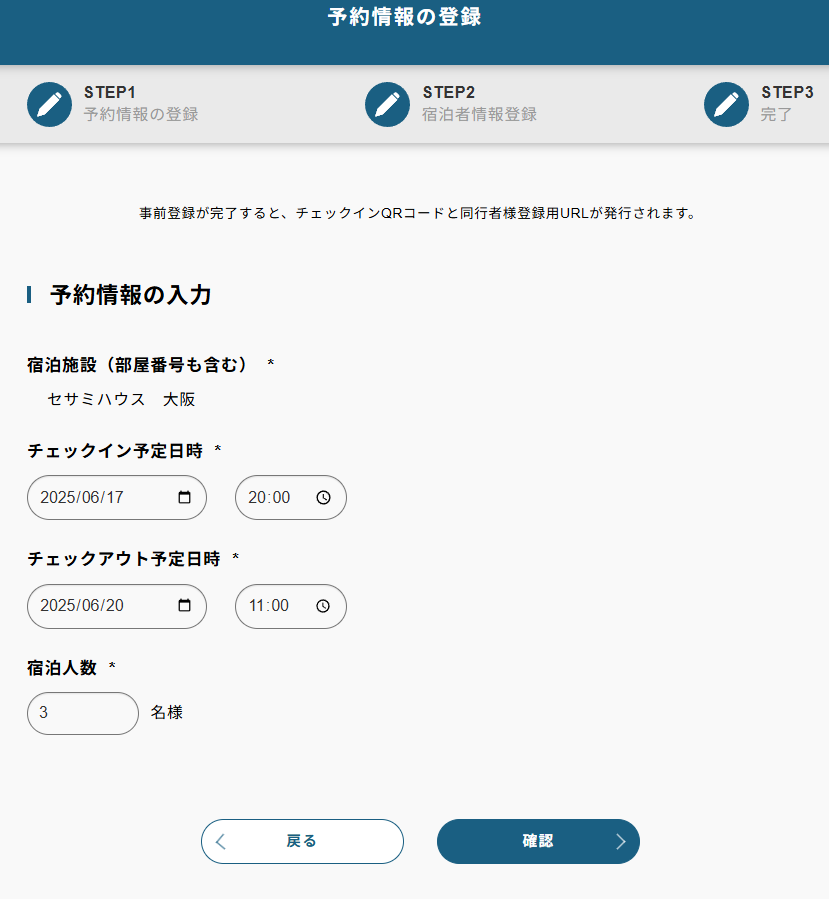 予約情報の登録
STEP1
予約情報の登録
STEP2
宿泊者情報登録
STEP3
完了
事前登録が完了すると、チェックインQRコードと同行者様登録用URLが発行されます。
予約情報の入力
宿泊施設（部屋番号も含む） *
セサミハウス　大阪
チェックイン予定日時 *
2025/06/17 20:00
チェックアウト予定日時 *
2025/06/20 11:00
宿泊人数 *
3 名様
戻る 確認